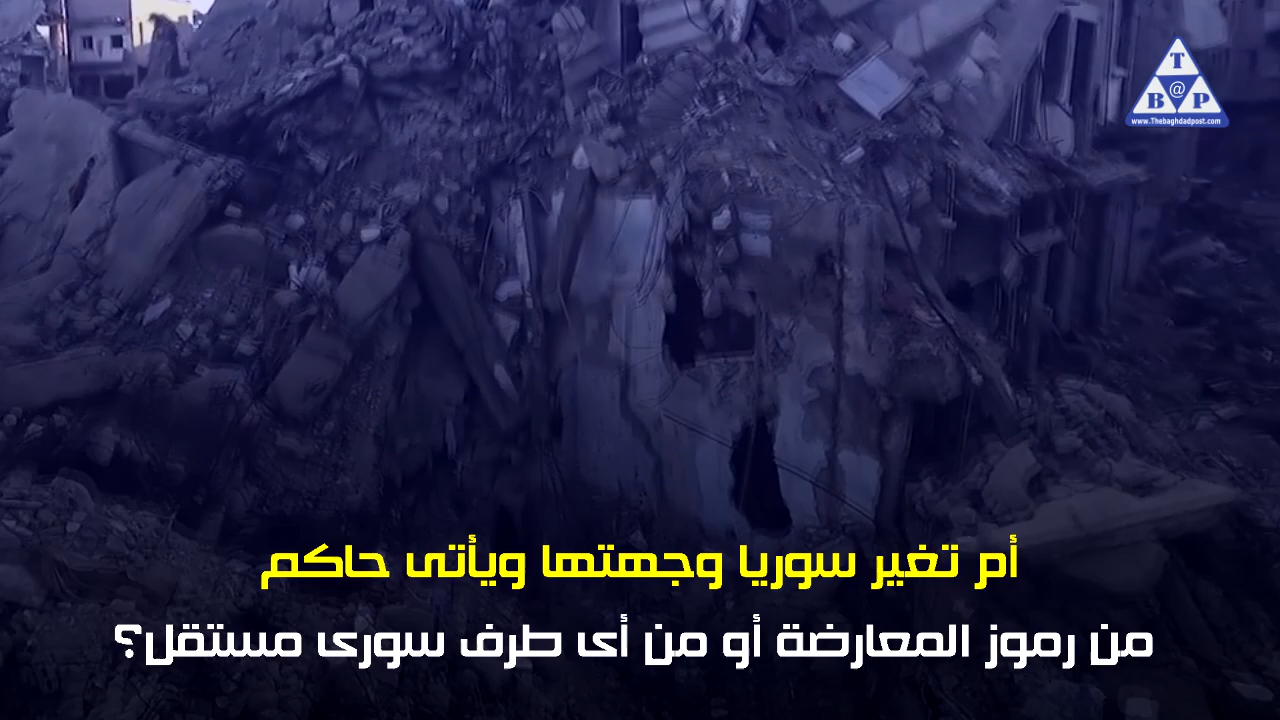 T
@
B P
www.Thebaghdadpost.com
أم تغير سوريا وجهتها ويأتى حاكم
من رموز المعارضة أو من أى طرف سورى مستقل؟